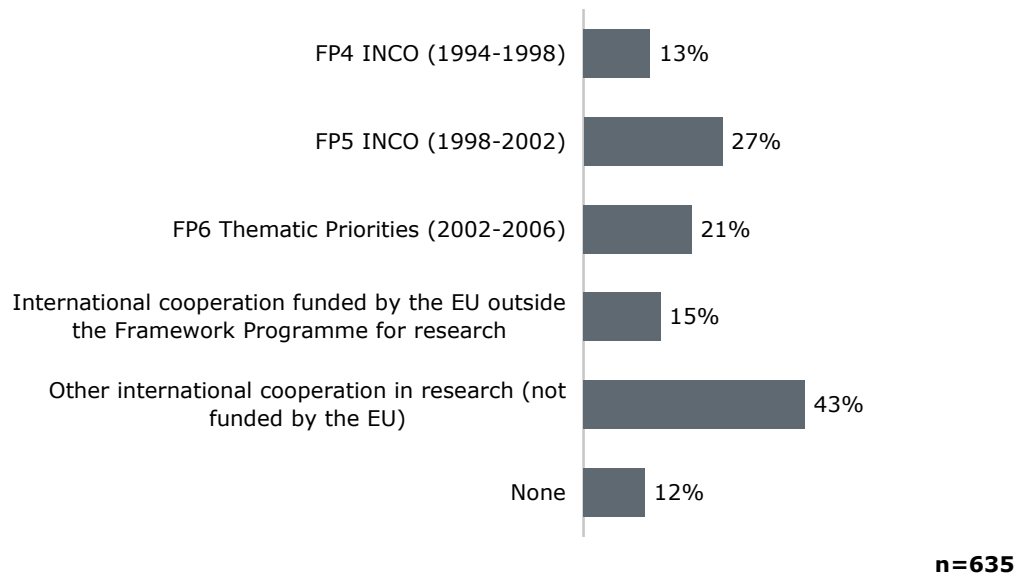 FP4 INCO (1994-1998)
13%
FP5 INCO (1998-2002)
27%
FP6 Thematic Priorities (2002-2006)
21%
International cooperation funded by the EU outside
the Framework Programme for research
15%
Other international cooperation in research (not
funded by the EU)
43%
None
12%
n=635